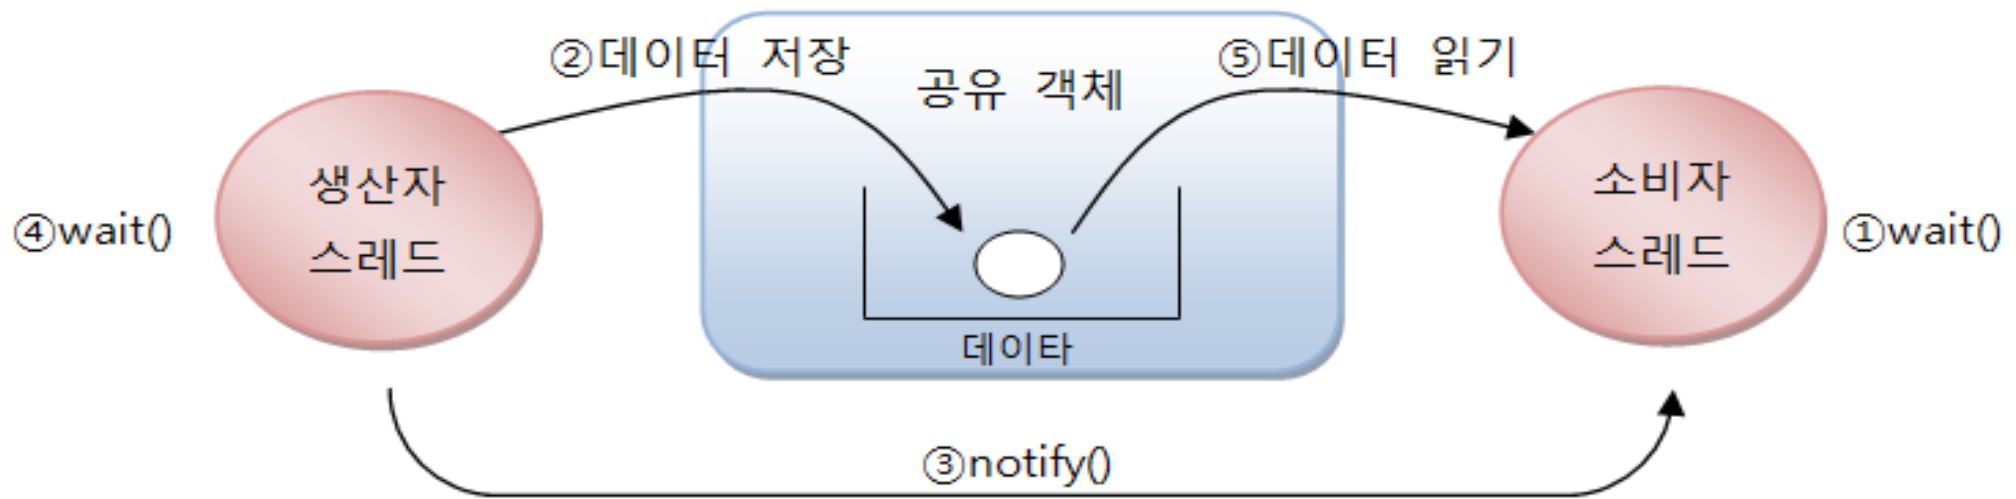 ②데이터 저장
공유 객체
⑤데이터 읽기
생산자
스레드
④wait()
데이타
소비자
스레드
①wait()
③notify()